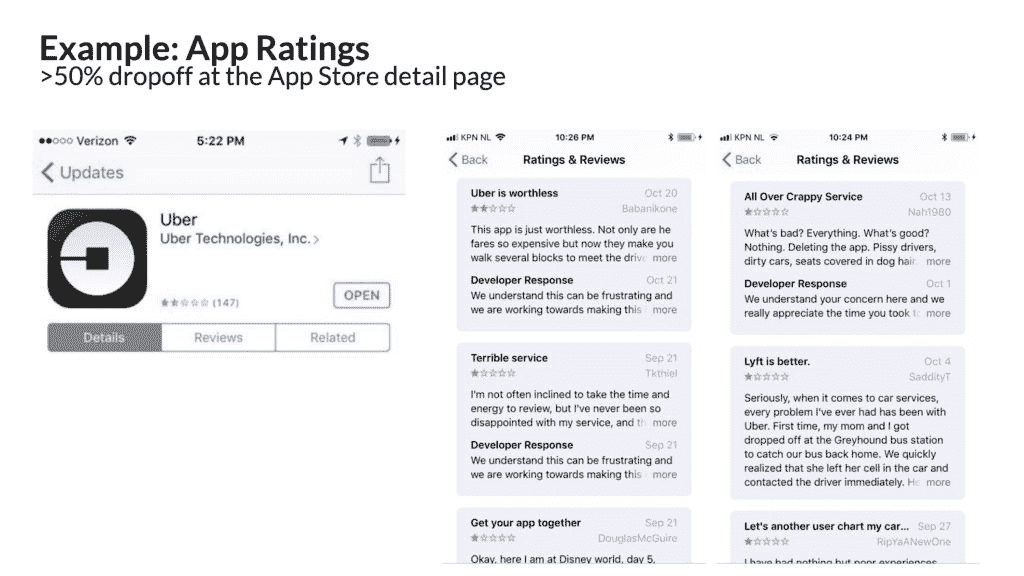 Example: App Ratings
>50% dropoff at the App Store detail page
Verizon 5:22 PM
Updates
Uber
Uber Technologies, Inc. >
(147)
OPEN
Details Reviews Related
KPN NL 10:26 PM
Back Ratings & Reviews
Uber is worthless Oct 20
Babanikone
This app is just worthless. Not only are he
fares so expensive but now they make you
walk several blocks to meet the more
Developer Response Oct 21
We understand this can be frustrating and
we are working towards making this more
Terrible service Sep 21
Tkthiel
I'm not often inclined to take the time and
energy to review, but I've never been so
disappointed with my service, and more
Developer Response Sep 21
We understand this can be frustrating and
we are working towards making this more
Get your app together Sep 21
DouglasMcGuire
Okay, here I am at Disney world, day 5,
KPN NL 10:24 PM
Back Ratings & Reviews
All Over Crappy Service Oct 13
Nah1980
What's bad? Everything. What's good?
Nothing. Deleting the app. Pissy drivers,
dirty cars, seats covered in dog hair. more
Developer Response Oct 1
We understand your concern here and we
really appreciate the time you took more
Lyft is better. Oct 4
SaddityT
Seriously, when it comes to car services,
every problem I've ever had has been with
Uber. First time, my mom and I got
dropped off at the Greyhound bus station
to catch our bus back home. We quickly
realized that she left her cell in the car and
contacted the driver immediately. more
Let's another user chart my car... Sep 27
RipYaANewOne
I have had nothing but poor experiences